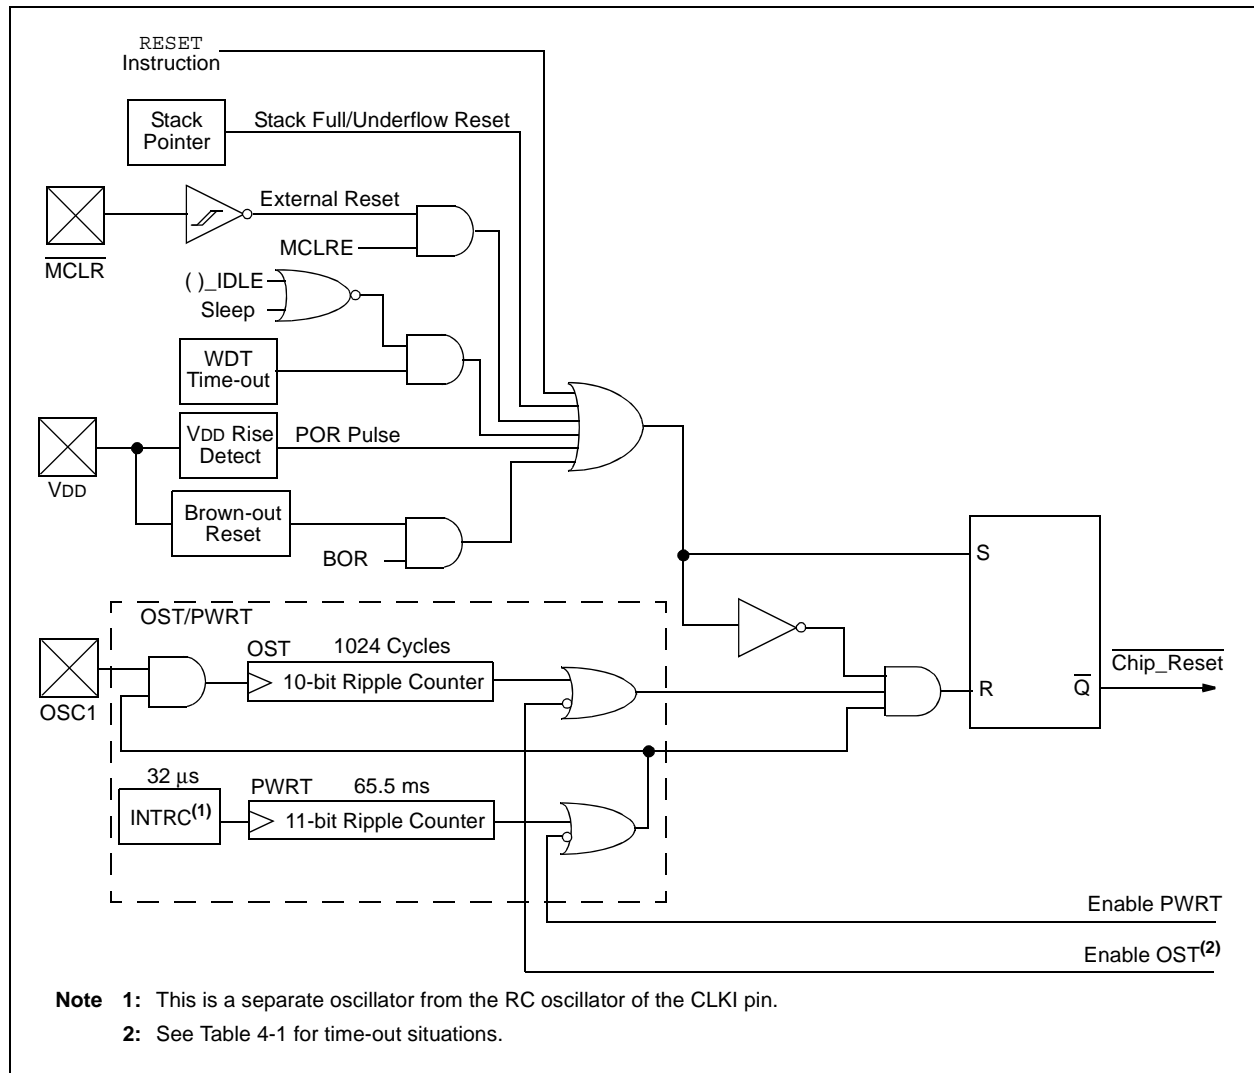 RESET
Instruction
Stack
Pointer
Stack Full/Underflow Reset
External Reset
MCLRE
MCLR
( )_IDLE
Sleep
WDT
Time-out
VDD Rise
Detect
POR Pulse
VDD
Brown-out
Reset
BOR
S
OST/PWRT
OST
1024 Cycles
10-bit Ripple Counter
OSC1
R
Q
Chip_Reset
32 μs
INTRC(1)
PWRT
65.5 ms
11-bit Ripple Counter
Enable PWRT
Enable OST(2)
Note 1: This is a separate oscillator from the RC oscillator of the CLKI pin.
2: See Table 4-1 for time-out situations.